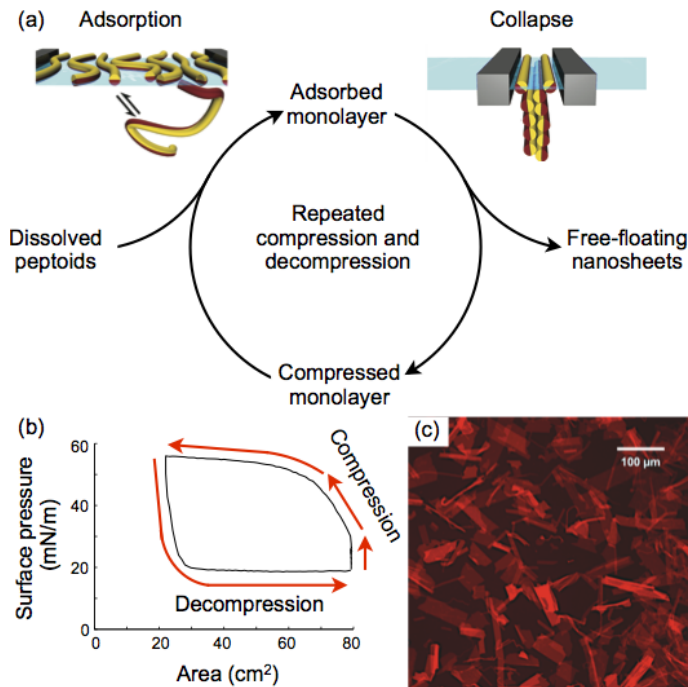 (a)
Adsorption
Collapse
Adsorbed
monolayer
Dissolved
peptoids
Repeated
compression and
decompression
Free-floating
nanosheets
Compressed
monolayer
(b)
60
40
20
0
Surface pressure
(mN/m)
Compression
Decompression
0 20 40 60 80
Area (cm²)
(c)
100 µm